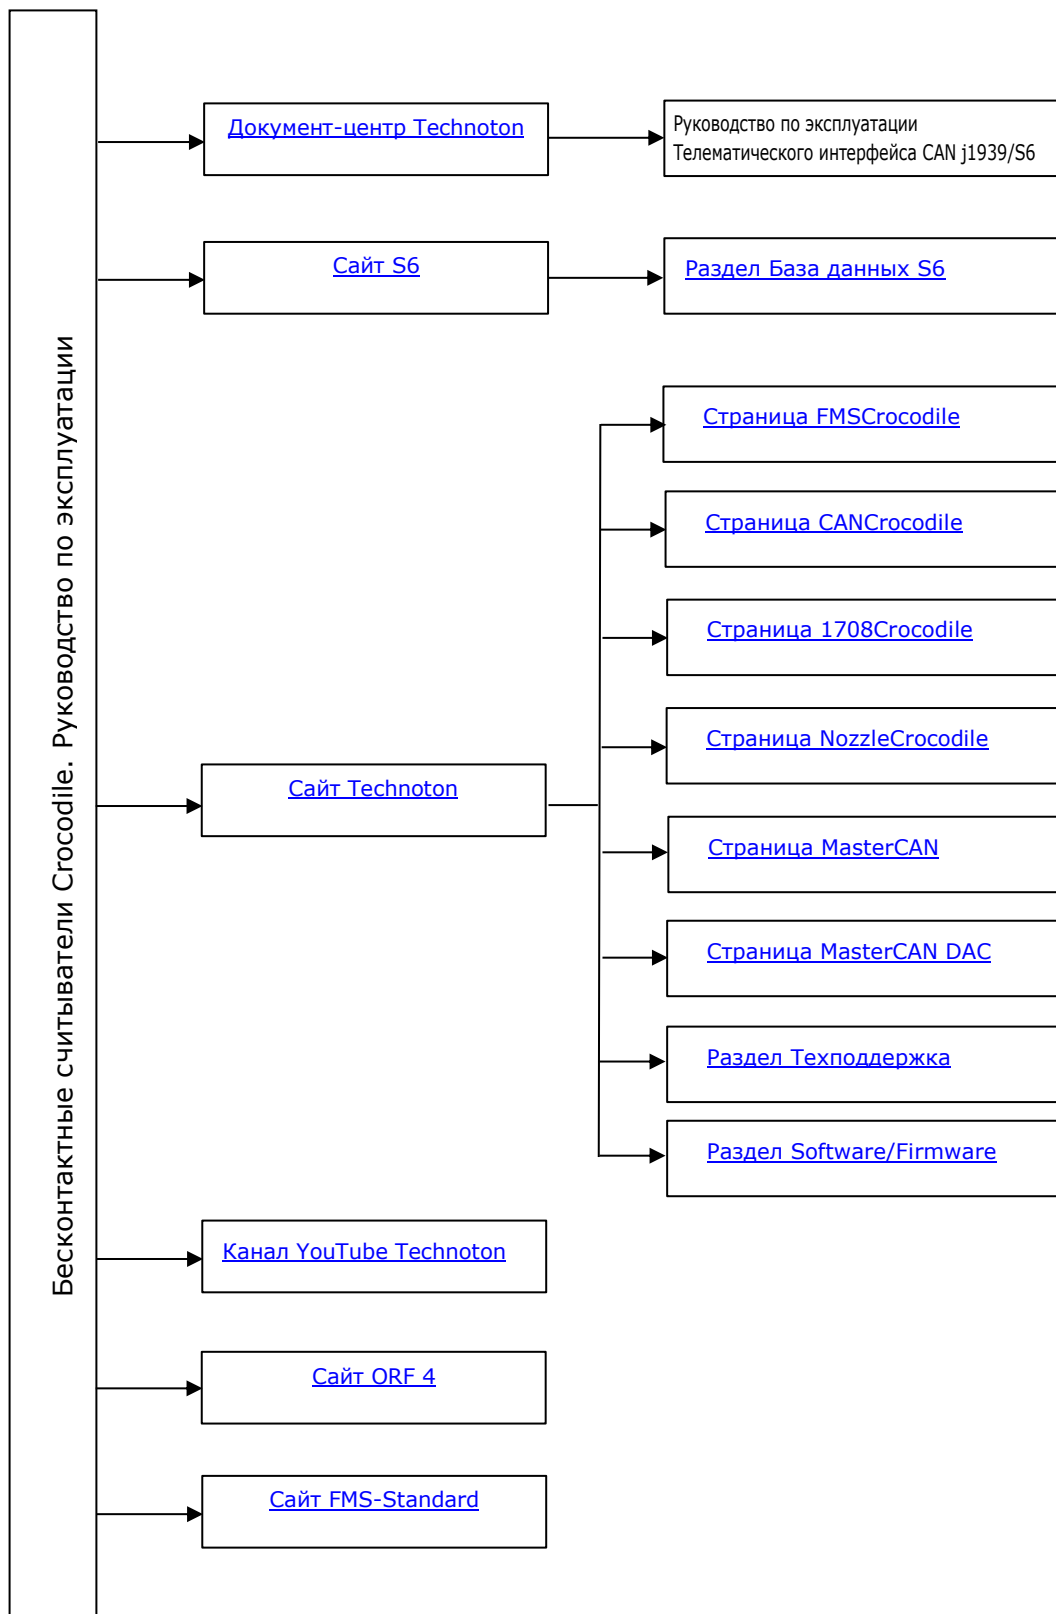 Бесконтактные считыватели Crocodile. Руководство по эксплуатации
Документ-центр Technoton
Руководство по эксплуатации
Телематического интерфейса CAN j1939/S6
Сайт S6
Раздел База данных S6
Сайт Technoton
Страница FMSCrocodile
Страница CANCrocodile
Страница 1708Crocodile
Страница NozzleCrocodile
Страница MasterCAN
Страница MasterCAN DAC
Раздел Техподдержка
Раздел Software/Firmware
Канал YouTube Technoton
Сайт ORF 4
Сайт FMS-Standard